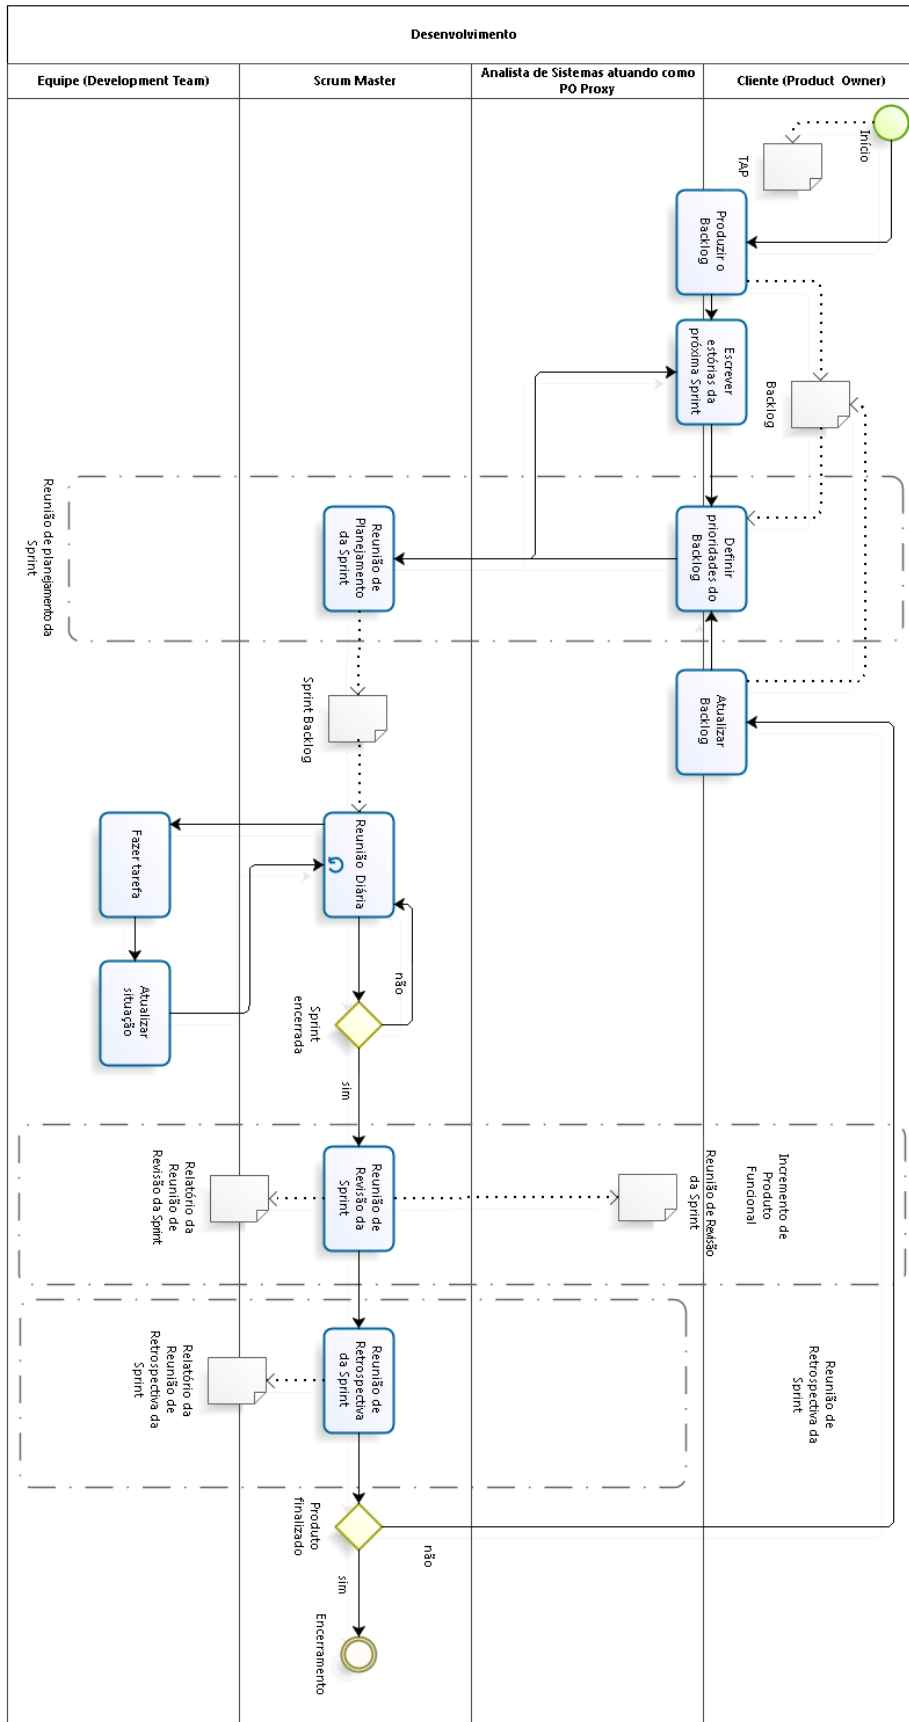 Desenvolvimento
Equipe (Development Team)
Scrum Master
Analista de Sistemas atuando como
PO Proxy
Cliente (Product Owner)
Início
TAP
Produzir o
Backlog
Escrever
estórias da
próxima Sprint
Backlog
Definir
prioridades do
Backlog
Reunião de
Planejamento
da Sprint
Reunião de planejamento da
Sprint
Atualizar
Backlog
Sprint Backlog
Reunião Diária
Fazer tarefa
Atualizar
situação
não
Sprint
encerrada
sim
Reunião de
Revisão da
Sprint
Relatório da
Reunião de
Revisão da Sprint
Reunião de Revisão
da Sprint
Incremento de
Produto
Funcional
Reunião de
Retrospectiva
da Sprint
Relatório da
Reunião de
Retrospectiva da
Sprint
Reunião de
Retrospectiva da
Sprint
Produto
finalizado
não
sim
Encerramento